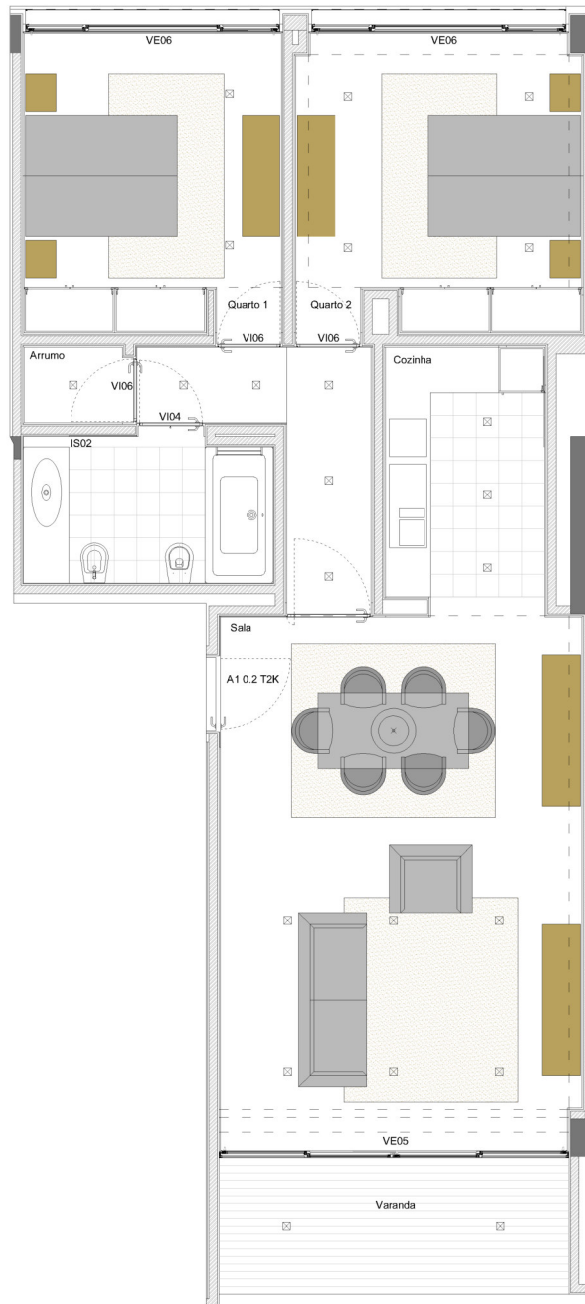 VE06
VE06
Quarto 1
Quarto 2
VI06
VI06
Arrumo
Cozinha
VI06
VI04
IS02
Sala
A1 0.2 T2K
VE05
Varanda